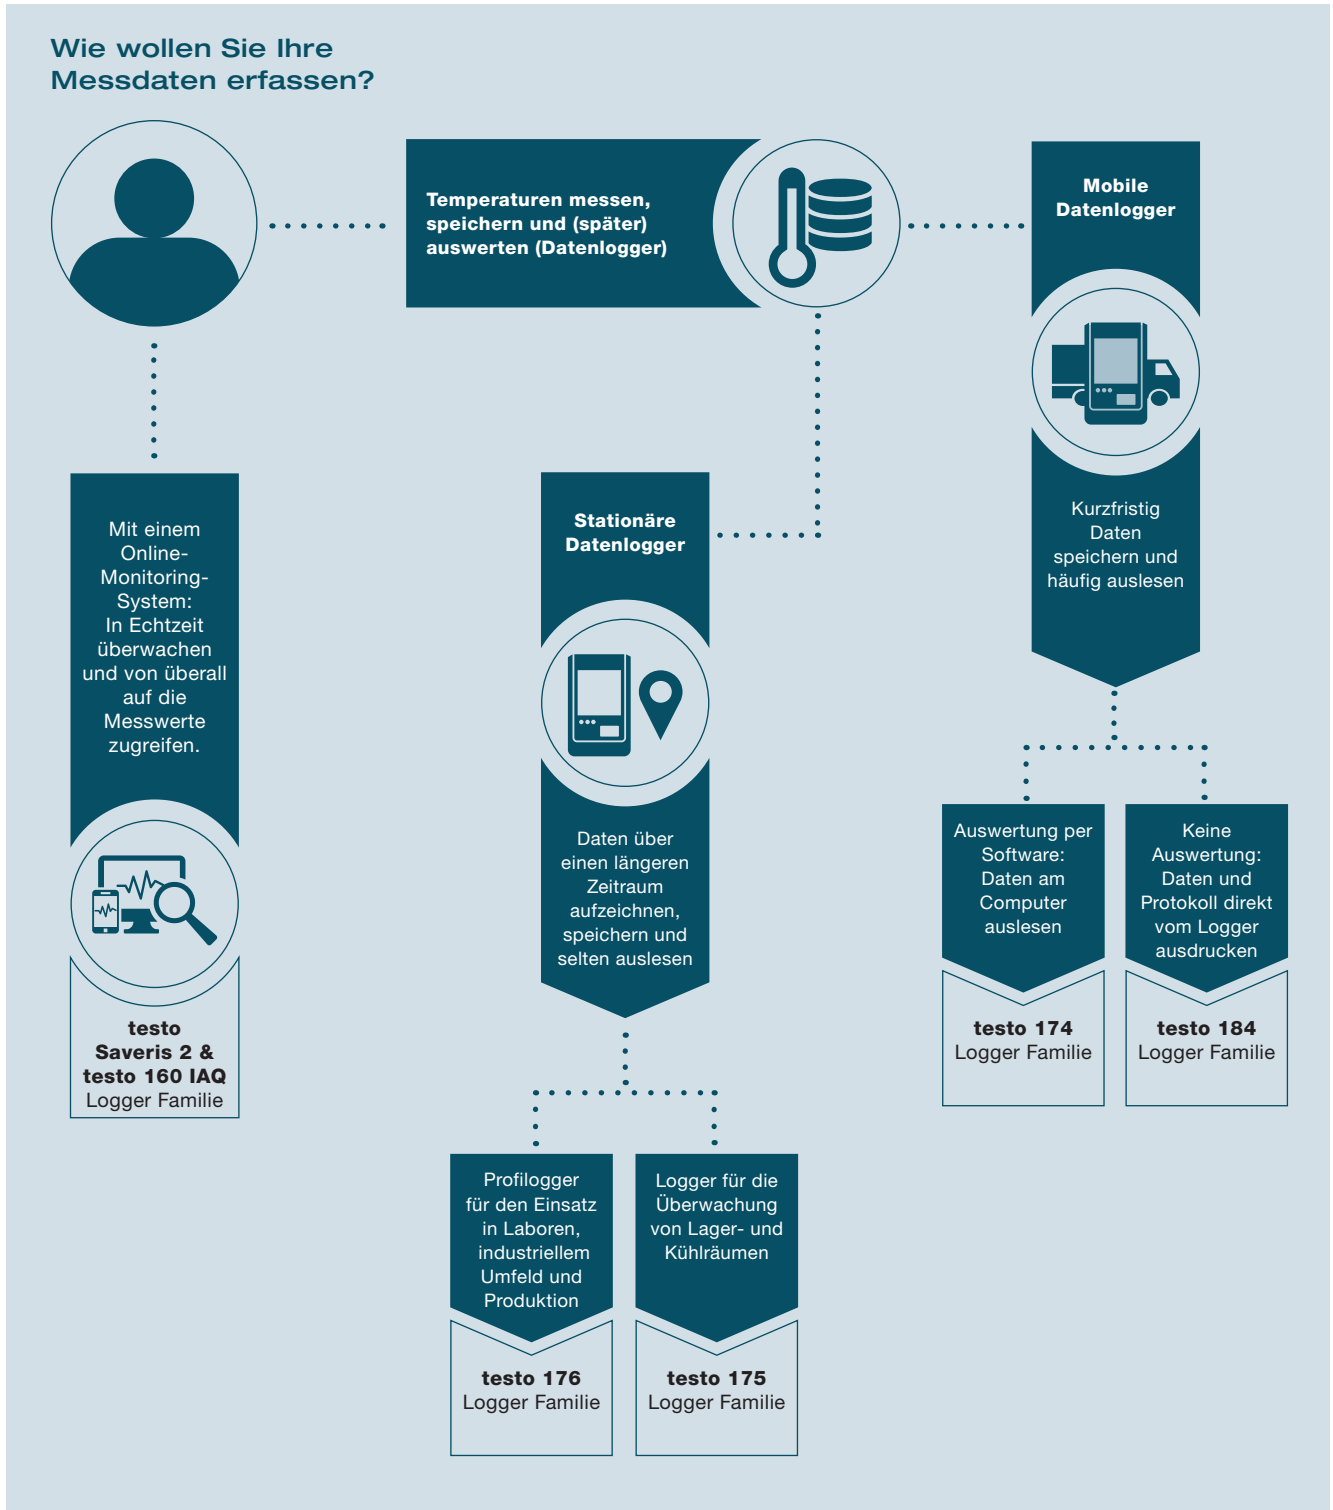 Wie wollen Sie Ihre
Messdaten erfassen?
Temperaturen messen,
speichern und (später)
auswerten (Datenlogger)
Mobile
Datenlogger
Kurzfristig
Daten
speichern und
häufig auslesen
Mit einem
Online-
Monitoring-
System:
In Echtzeit
überwachen
und von überall
auf die
Messwerte
zugreifen.
testo
Saveris 2 &
testo 160 IAQ
Logger Familie
Stationäre
Datenlogger
Daten über
einen längeren
Zeitraum
aufzeichnen,
speichern und
selten auslesen
Auswertung per
Software:
Daten am
Computer
auslesen
testo 174
Logger Familie
Keine
Auswertung:
Daten und
Protokoll direkt
vom Logger
ausdrucken
testo 184
Logger Familie
Profilogger
für den Einsatz
in Laboren,
industriellem
Umfeld und
Produktion
testo 176
Logger Familie
Logger für die
Überwachung
von Lager- und
Kühlräumen
testo 175
Logger Familie